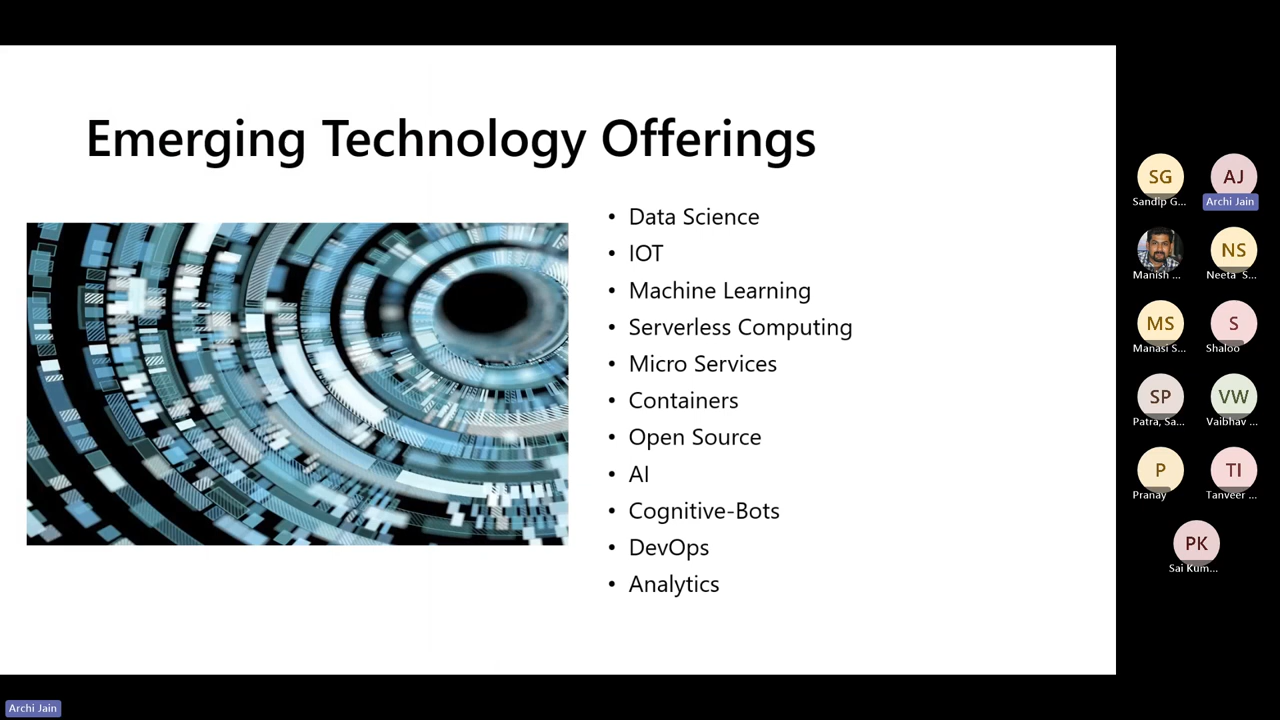 Emerging Technology Offerings
• Data Science
• IOT
• Machine Learning
• Serverless Computing
• Micro Services
• Containers
• Open Source
• AI
• Cognitive-Bots
• DevOps
• Analytics
SG
Sandip G...
AJ
Archi Jain
Manish ...
NS
Neeta S...
MS
Manasi S...
S
Shaloo
SP
Patra, Sa...
VW
Vaibhav ...
P
Pranay
TI
Tanveer ...
PK
Sai Kum...
Archi Jain